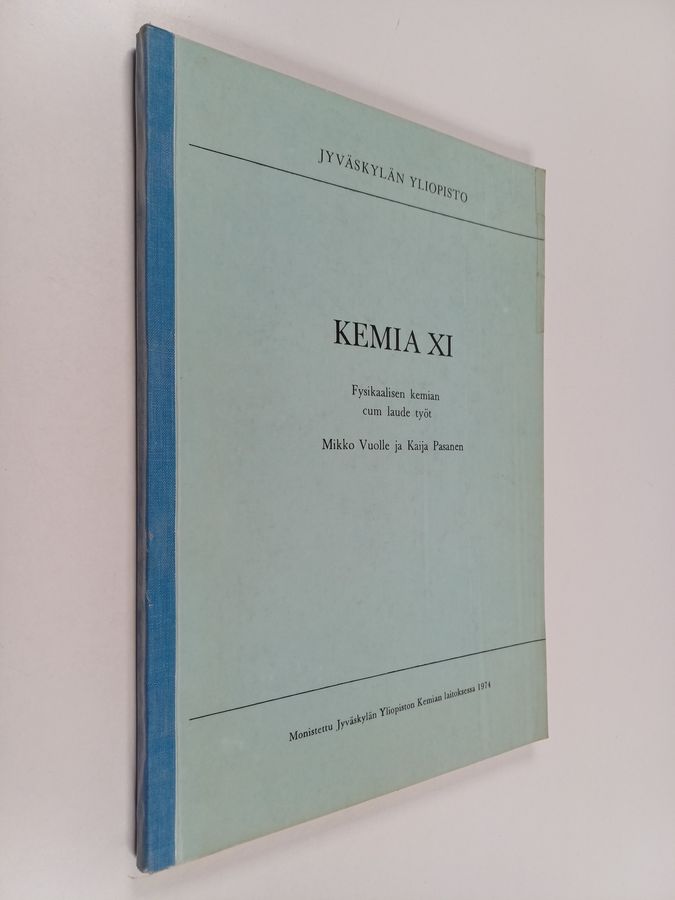 JYVÄSKYLÄN YLIOPISTO
KEMIA XI
Fysikaalisen kemian
cum laude työt
Mikko Vuolle ja Kaija Pasanen
Monistettu Jyväskylän Yliopiston Kemian laitoksessa 1974